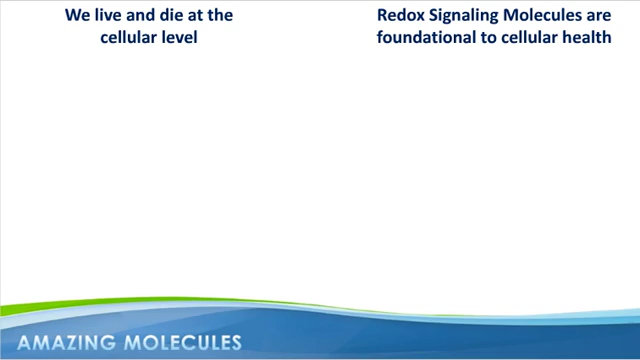 We live and die at the
cellular level
Redox Signaling Molecules are
foundational to cellular health
AMAZING MOLECULES